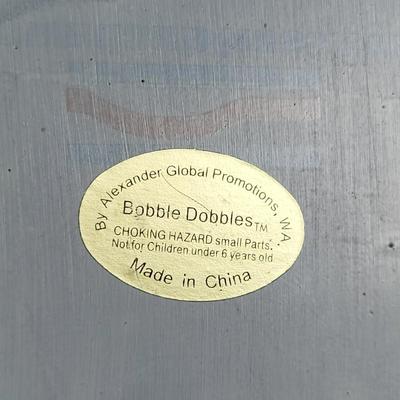 By Alexander Global Promotions, WA.
Bobble Dobbles™
CHOKING HAZARD small Parts.
Not for Children under 6 years old
Made in China